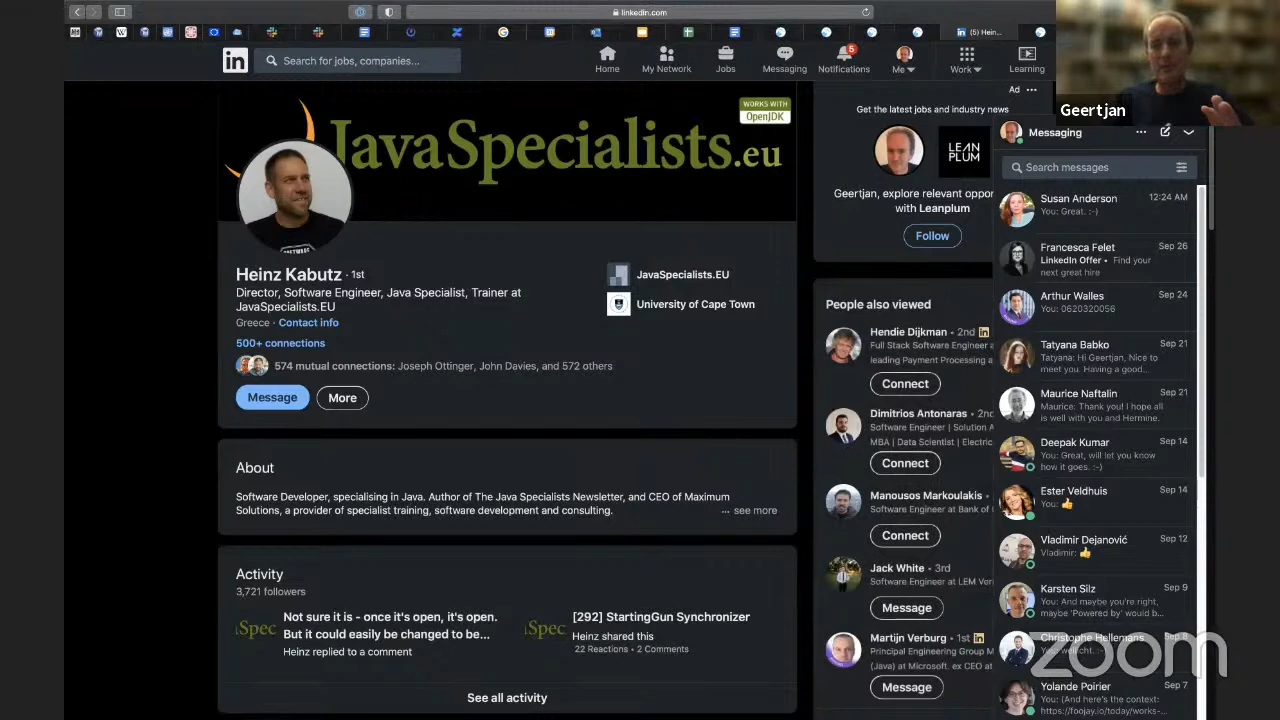 linkedin.com
(5) Hein...
Search for jobs, companies...
Home
My Network
Jobs
Messaging
5
Notifications
Me
Work
Learning
Geertjan
JavaSpecialists.eu
WORKS WITH
OpenJDK
Heinz Kabutz · 1st
Director, Software Engineer, Java Specialist, Trainer at
JavaSpecialists.EU
Greece · Contact info
500+ connections
574 mutual connections: Joseph Ottinger, John Davies, and 572 others
Message
More
JavaSpecialists.EU
University of Cape Town
About
Software Developer, specialising in Java. Author of The Java Specialists Newsletter, and CEO of Maximum
Solutions, a provider of specialist training, software development and consulting.
... see more
Activity
3,721 followers
Spec
Not sure it is - once it's open, it's open.
But it could easily be changed to be...
Heinz replied to a comment
Spec
[292] StartingGun Synchronizer
Heinz shared this
22 Reactions • 2 Comments
See all activity
Ad
Get the latest jobs and industry news
LEAN
PLUM
Geertjan, explore relevant oppor
with Leanplum
Follow
People also viewed
Hendie Dijkman • 2nd
Full Stack Software Engineer a
leading Payment Processing a
Connect
Dimitrios Antonaras • 2nd
Software Engineer | Solution A
MBA | Data Scientist | Electric
Connect
Manousos Markoulakis •
Software Engineer at Bank of
Connect
Jack White • 3rd
Software Engineer at LEM Ver
Message
Martijn Verburg • 1st
Principal Engineering Group M
(Java) at Microsoft. ex CEO at
Message
Messaging
Search messages
Susan Anderson
12:24 AM
You: Great. :-)
Francesca Felet
Sep 26
LinkedIn Offer • Find your
next great hire
Arthur Walles
Sep 24
You: 0620320056
Tatyana Babko
Sep 21
Tatyana: Hi Geertjan, Nice to
meet you. Having a good...
Maurice Naftalin
Sep 21
Maurice: Thank you! I hope all
is well with you and Hermine.
Deepak Kumar
Sep 14
You: Great, will let you know
how it goes. :-)
Ester Veldhuis
Sep 14
You: 👍
Vladimir Dejanović
Sep 12
Vladimir: 👍
Karsten Silz
Sep 9
You: And maybe you're right,
maybe 'Powered by' would b...
Christophe Hellemans
Sep 8
Yolande Poirier
Sep 7
You: (And here's the context:
https://foojay.io/today/works-...
zoom